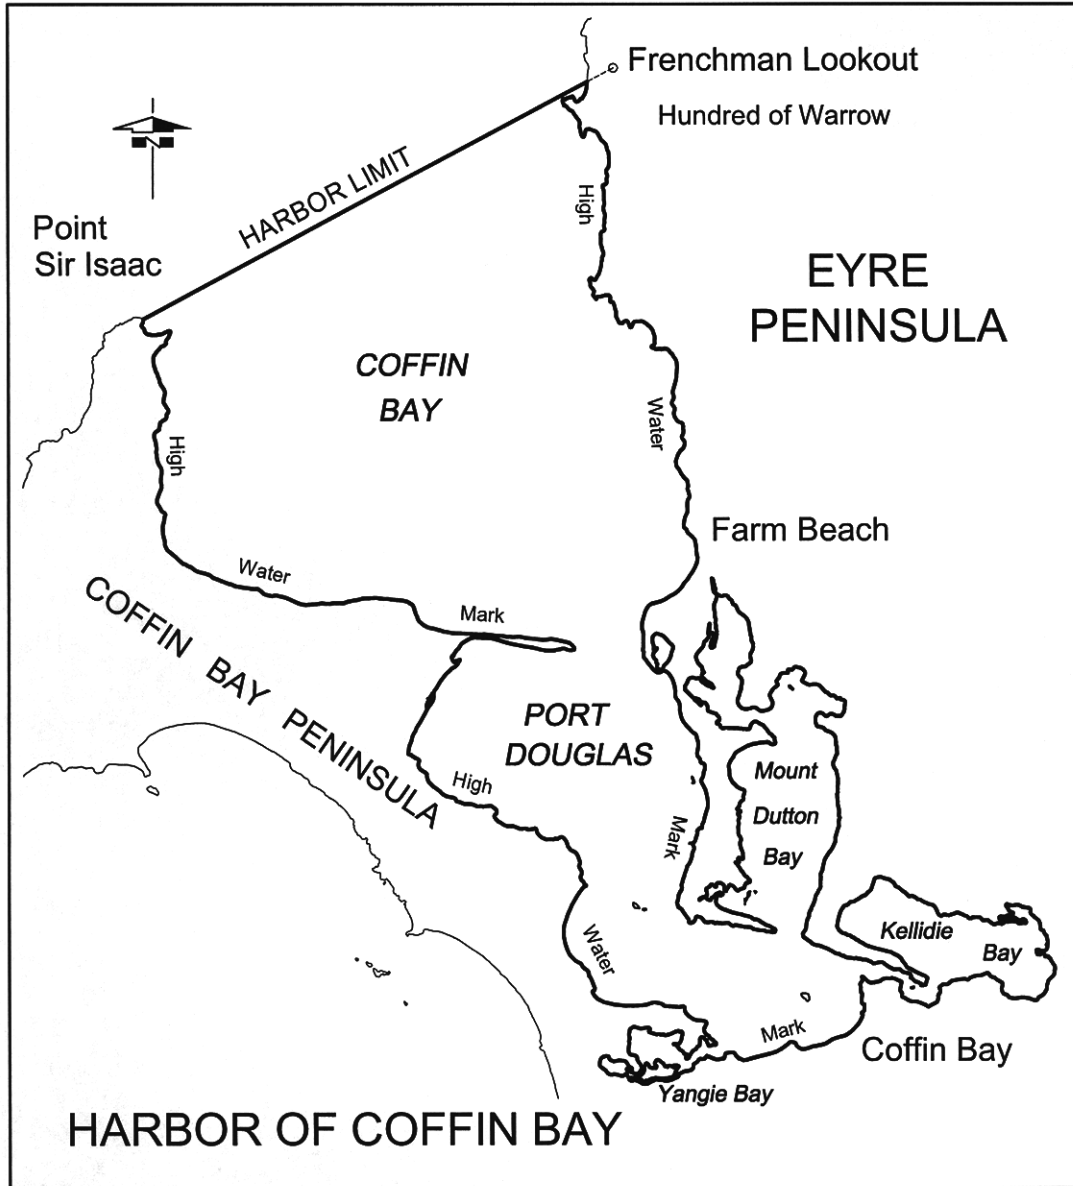 Frenchman Lookout
Hundred of Warrow
N
HARBOR LIMIT
High
Point
Sir Isaac
EYRE
PENINSULA
COFFIN
BAY
Water
High
Farm Beach
Water
Mark
COFFIN BAY PENINSULA
PORT
DOUGLAS
High
Mount
Dutton
Bay
Mark
Kellidie
Bay
Water
Mark
Coffin Bay
Yangie Bay
HARBOR OF COFFIN BAY